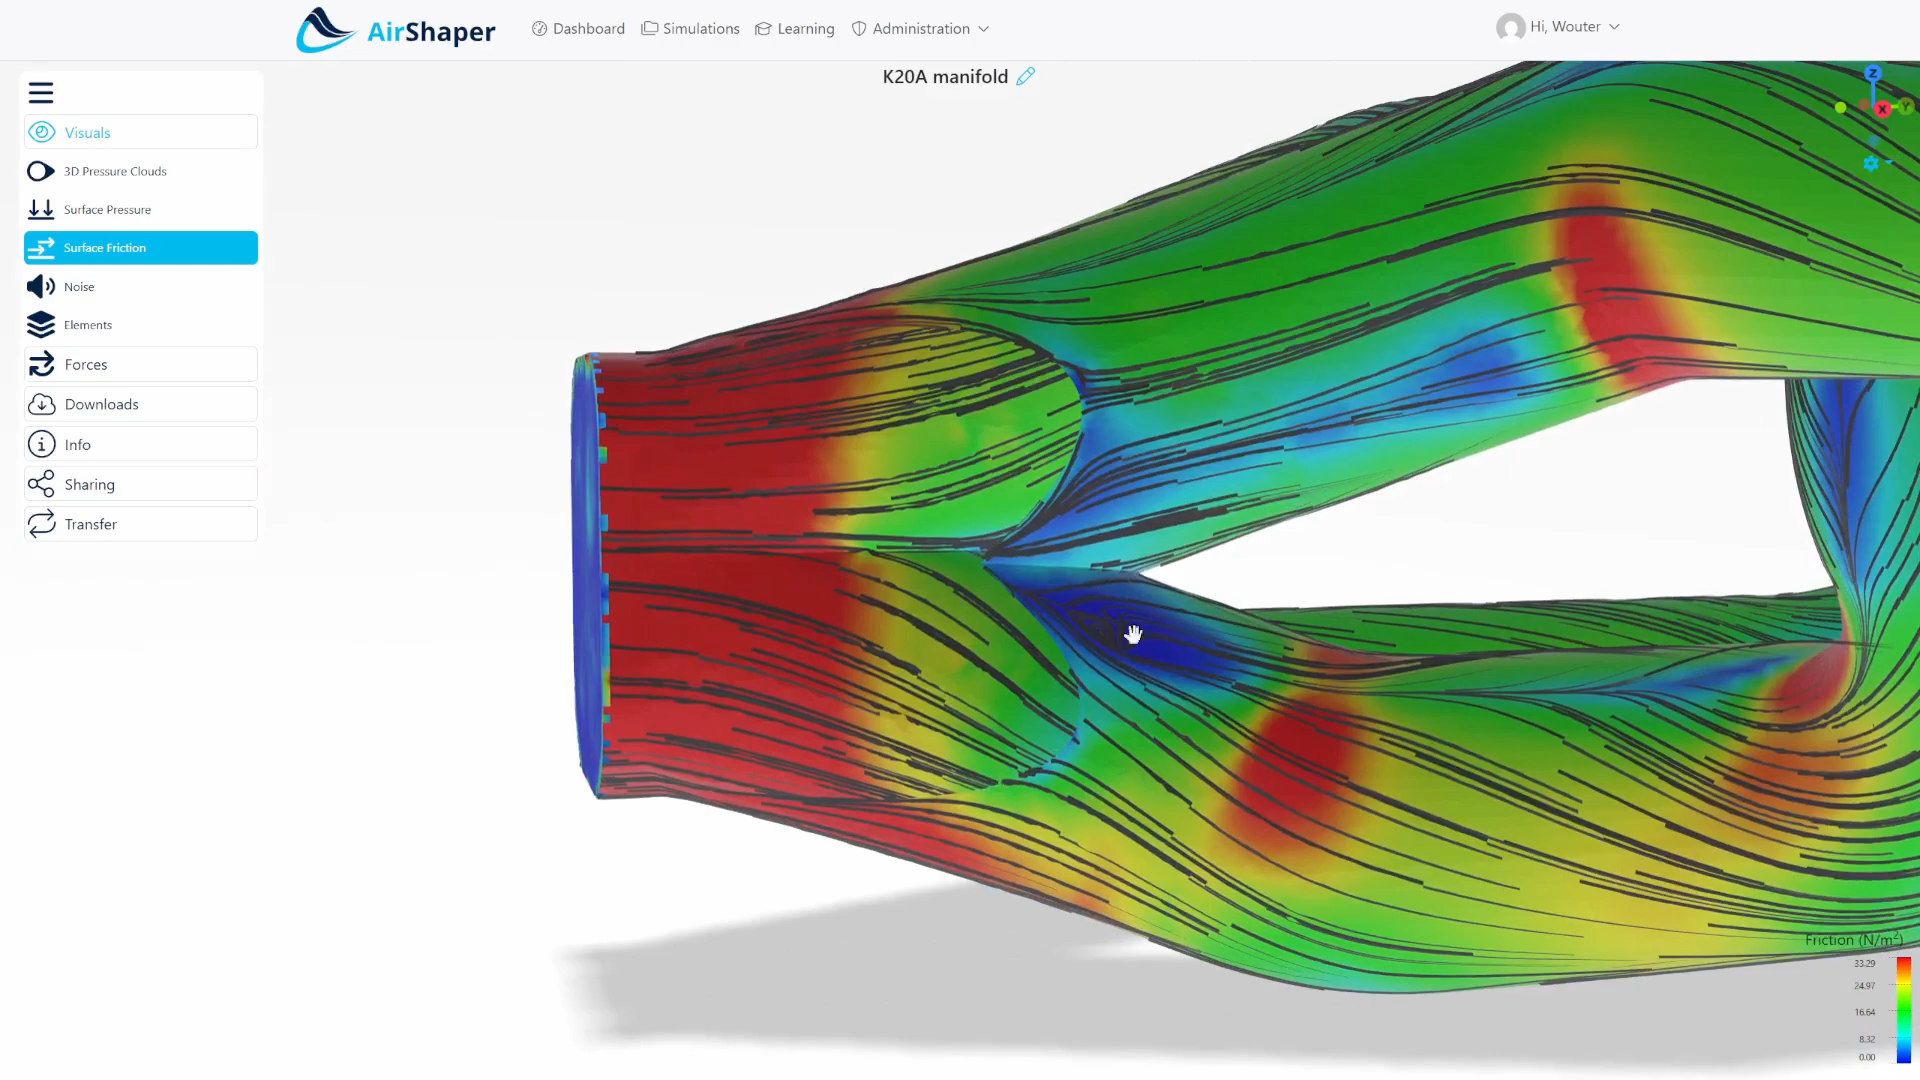 AirShaper
Dashboard
Simulations
Learning
Administration
Hi, Wouter
K20A manifold
Visuals
3D Pressure Clouds
Surface Pressure
Surface Friction
Noise
Elements
Forces
Downloads
Info
Sharing
Transfer
Z
X
Y
Friction (N/m²)
33.29
24.97
16.64
8.32
0.00